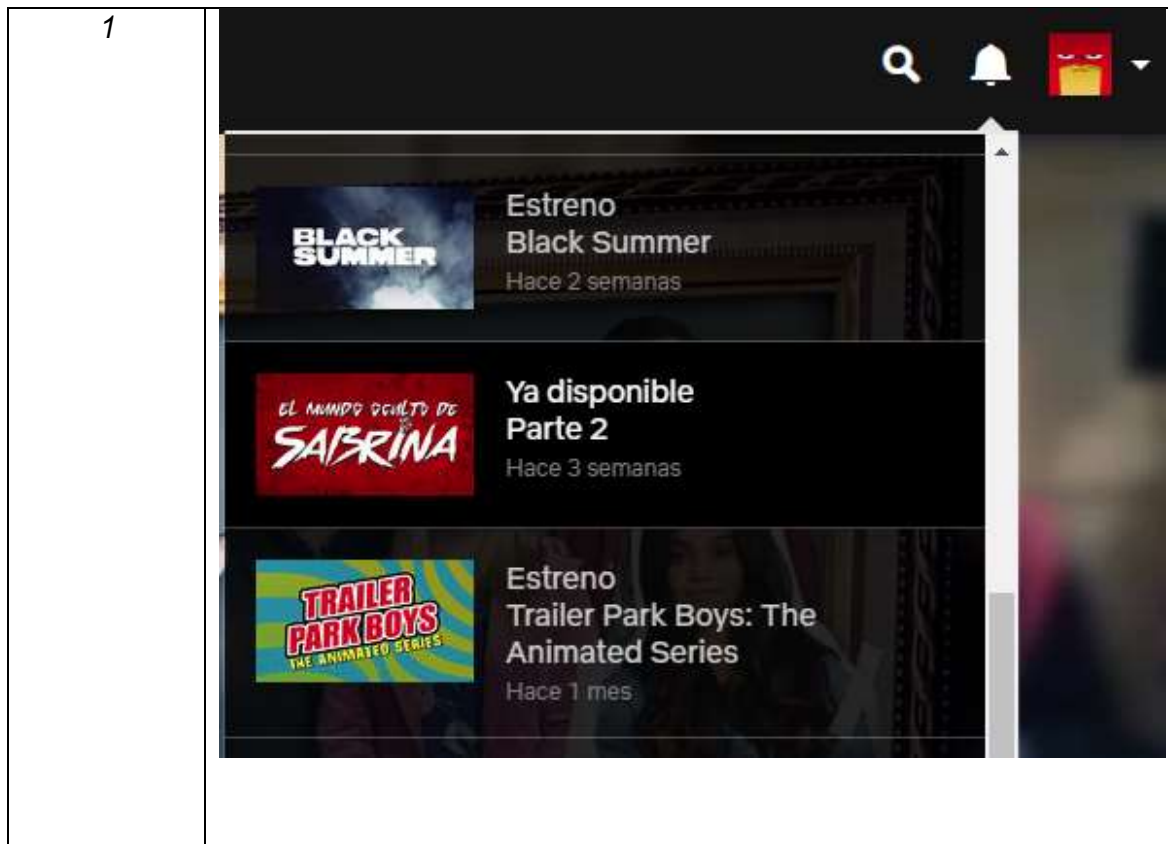 1
BLACK
SUMMER
Estreno
Black Summer
Hace 2 semanas
EL MUNDO OCULTO DE
SABRINA
Ya disponible
Parte 2
Hace 3 semanas
TRAILER
PARK BOYS
THE ANIMATED SERIES
Estreno
Trailer Park Boys: The
Animated Series
Hace 1 mes